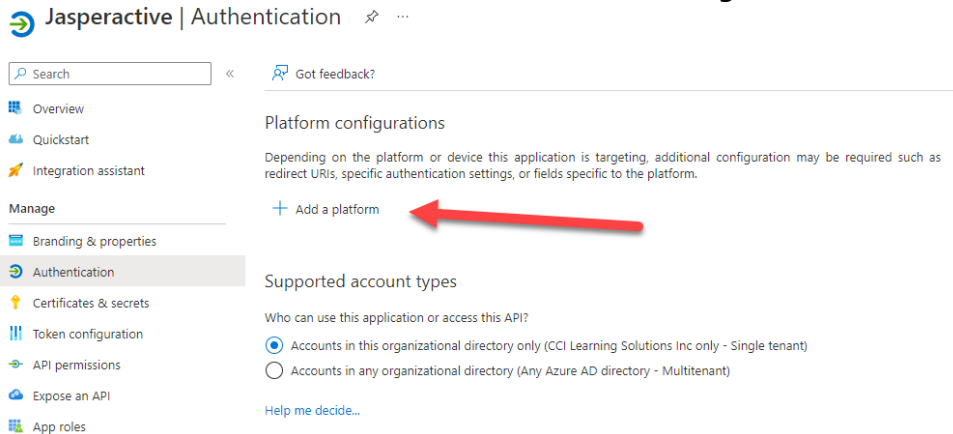 Jasperactive | Authentication
Search
«
Got feedback?
Overview
Quickstart
Integration assistant
Manage
Branding & properties
Authentication
Certificates & secrets
Token configuration
API permissions
Expose an API
App roles
Platform configurations
Depending on the platform or device this application is targeting, additional configuration may be required such as
redirect URIs, specific authentication settings, or fields specific to the platform.
Add a platform
Supported account types
Who can use this application or access this API?
Accounts in this organizational directory only (CCI Learning Solutions Inc only - Single tenant)
Accounts in any organizational directory (Any Azure AD directory - Multitenant)
Help me decide...